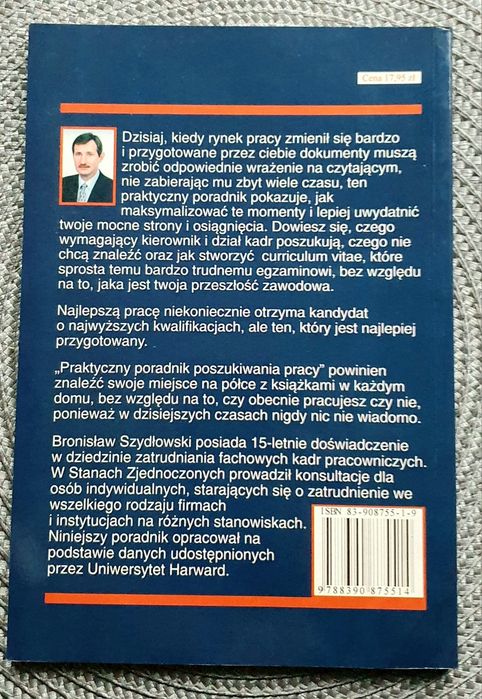 Cena 17,95 zł
Dzisiaj, kiedy rynek pracy zmienił się bardzo
i przygotowane przez ciebie dokumenty muszą
zrobić odpowiednie wrażenie na czytającym,
nie zabierając mu zbyt wiele czasu, ten
praktyczny poradnik pokazuje, jak
maksymalizować te momenty i lepiej uwydatnić
twoje mocne strony i osiągnięcia. Dowiesz się, czego
wymagający kierownik i dział kadr poszukują, czego nie
chcą znaleźć oraz jak stworzyć curriculum vitae, które
sprosta temu bardzo trudnemu egzaminowi, bez względu
na to, jaka jest twoja przeszłość zawodowa.
Najlepszą pracę niekoniecznie otrzyma kandydat
o najwyższych kwalifikacjach, ale ten, który jest najlepiej
przygotowany.
„Praktyczny poradnik poszukiwania pracy” powinien
znaleźć swoje miejsce na półce z książkami w każdym
domu, bez względu na to, czy obecnie pracujesz czy nie,
ponieważ w dzisiejszych czasach nigdy nic nie wiadomo.
Bronisław Szydłowski posiada 15-letnie doświadczenie
w dziedzinie zatrudniania fachowych kadr pracowniczych.
W Stanach Zjednoczonych prowadził konsultacje dla
osób indywidualnych, starających się o zatrudnienie we
wszelkiego rodzaju firmach
i instytucjach na różnych stanowiskach.
Niniejszy poradnik opracował na
podstawie danych udostępnionych
przez Uniwersytet Harward.
ISBN 83-908755-1-9
9 788390 875514